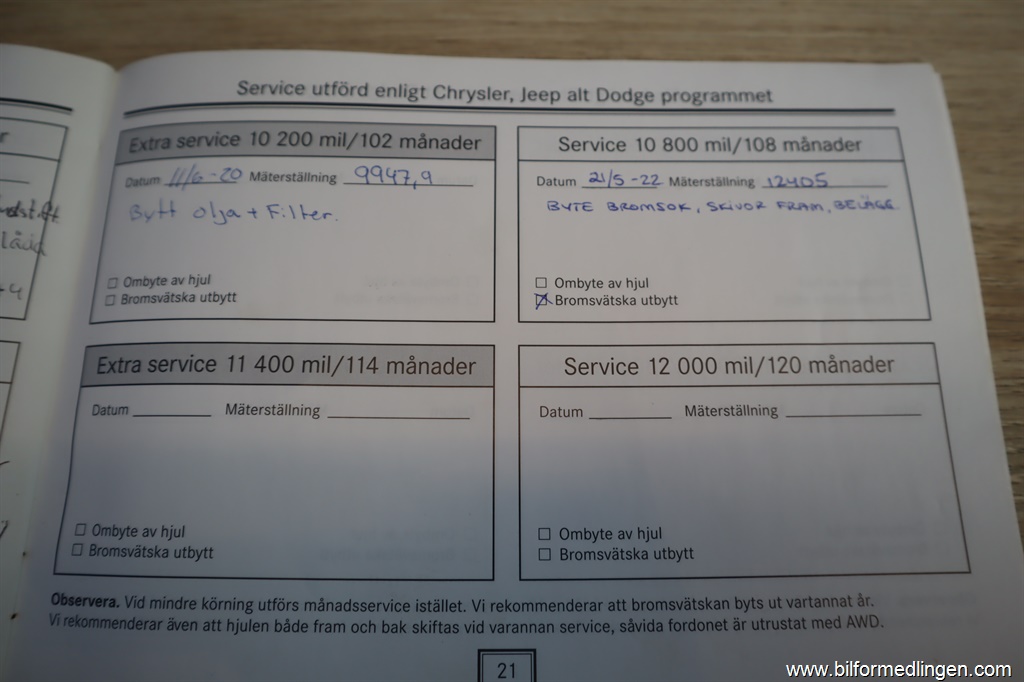 Service utförd enligt Chrysler, Jeep alt Dodge programmet
Extra service 10 200 mil/102 månader
Datum 11/6-20 Mäterställning 9947,9
Bytt olja + Filter.
Ombyte av hjul
Bromsvätska utbytt
Service 10 800 mil/108 månader
Datum 21/5-22 Mäterställning 12405
BYTE BROMSOK, SKIVOR FRAM, BELÄGG
Ombyte av hjul
Bromsvätska utbytt
Extra service 11 400 mil/114 månader
Datum Mäterställning
Ombyte av hjul
Bromsvätska utbytt
Service 12 000 mil/120 månader
Datum Mäterställning
Ombyte av hjul
Bromsvätska utbytt
Observera. Vid mindre körning utförs månadsservice istället. Vi rekommenderar att bromsvätskan byts ut vartannat år.
Vi rekommenderar även att hjulen både fram och bak skiftas vid varannan service, såvida fordonet är utrustat med AWD.
21
www.bilformedlingen.com